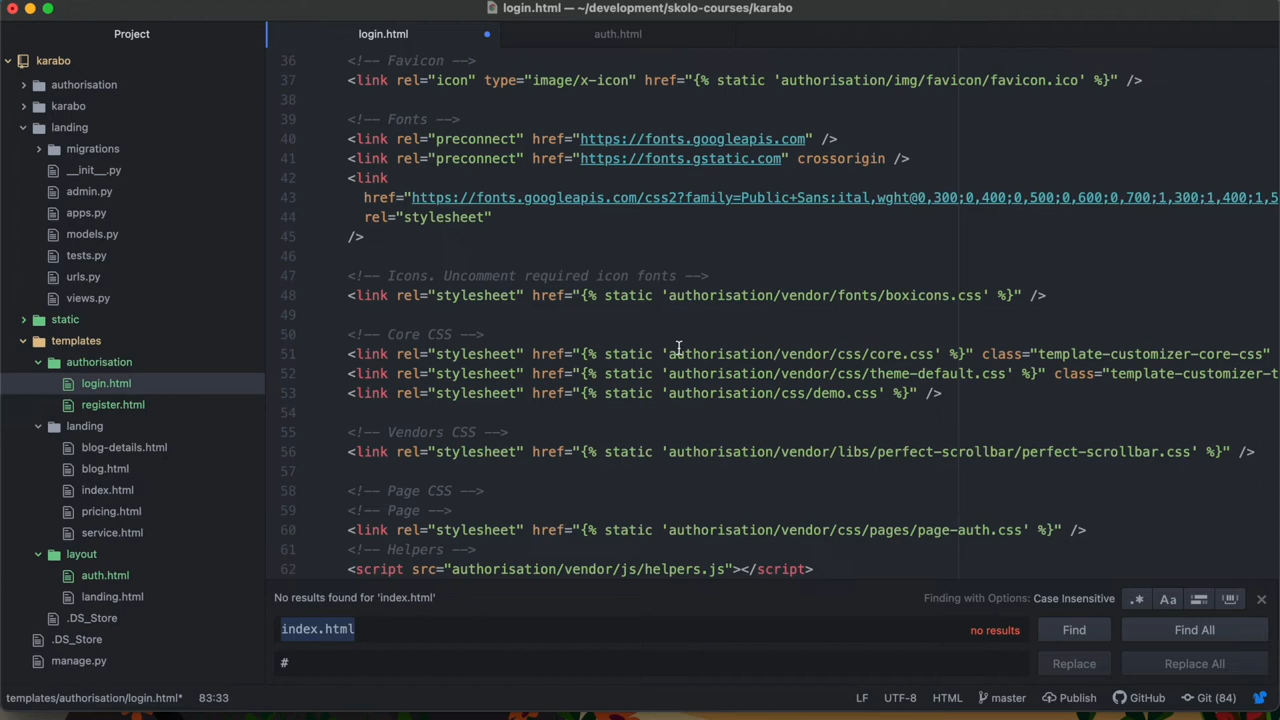 login.html — ~/development/skolo-courses/karabo
Project
login.html
auth.html
karabo
authorisation
karabo
landing
migrations
__init__.py
admin.py
apps.py
models.py
tests.py
urls.py
views.py
static
templates
authorisation
login.html
register.html
landing
blog-details.html
blog.html
index.html
pricing.html
service.html
layout
auth.html
landing.html
.DS_Store
.DS_Store
manage.py
36 <!-- Favicon -->
37 <link rel="icon" type="image/x-icon" href="{% static 'authorisation/img/favicon/favicon.ico' %}" />
38
39 <!-- Fonts -->
40 <link rel="preconnect" href="https://fonts.googleapis.com" />
41 <link rel="preconnect" href="https://fonts.gstatic.com" crossorigin />
42 <link
43 href="https://fonts.googleapis.com/css2?family=Public+Sans:ital,wght@0,300;0,400;0,500;0,600;0,700;1,300;1,400;1,5
44 rel="stylesheet"
45 />
46
47 <!-- Icons. Uncomment required icon fonts -->
48 <link rel="stylesheet" href="{% static 'authorisation/vendor/fonts/boxicons.css' %}" />
49
50 <!-- Core CSS -->
51 <link rel="stylesheet" href="{% static 'authorisation/vendor/css/core.css' %}" class="template-customizer-core-css"
52 <link rel="stylesheet" href="{% static 'authorisation/vendor/css/theme-default.css' %}" class="template-customizer-t
53 <link rel="stylesheet" href="{% static 'authorisation/css/demo.css' %}" />
54
55 <!-- Vendors CSS -->
56 <link rel="stylesheet" href="{% static 'authorisation/vendor/libs/perfect-scrollbar/perfect-scrollbar.css' %}" />
57
58 <!-- Page CSS -->
59 <!-- Page -->
60 <link rel="stylesheet" href="{% static 'authorisation/vendor/css/pages/page-auth.css' %}" />
61 <!-- Helpers -->
62 <script src="authorisation/vendor/js/helpers.js"></script>
No results found for 'index.html'
Finding with Options: Case Insensitive
.*
Aa
index.html
no results
Find
Find All
#
Replace
Replace All
templates/authorisation/login.html*
83:33
LF
UTF-8
HTML
master
Publish
GitHub
Git (84)